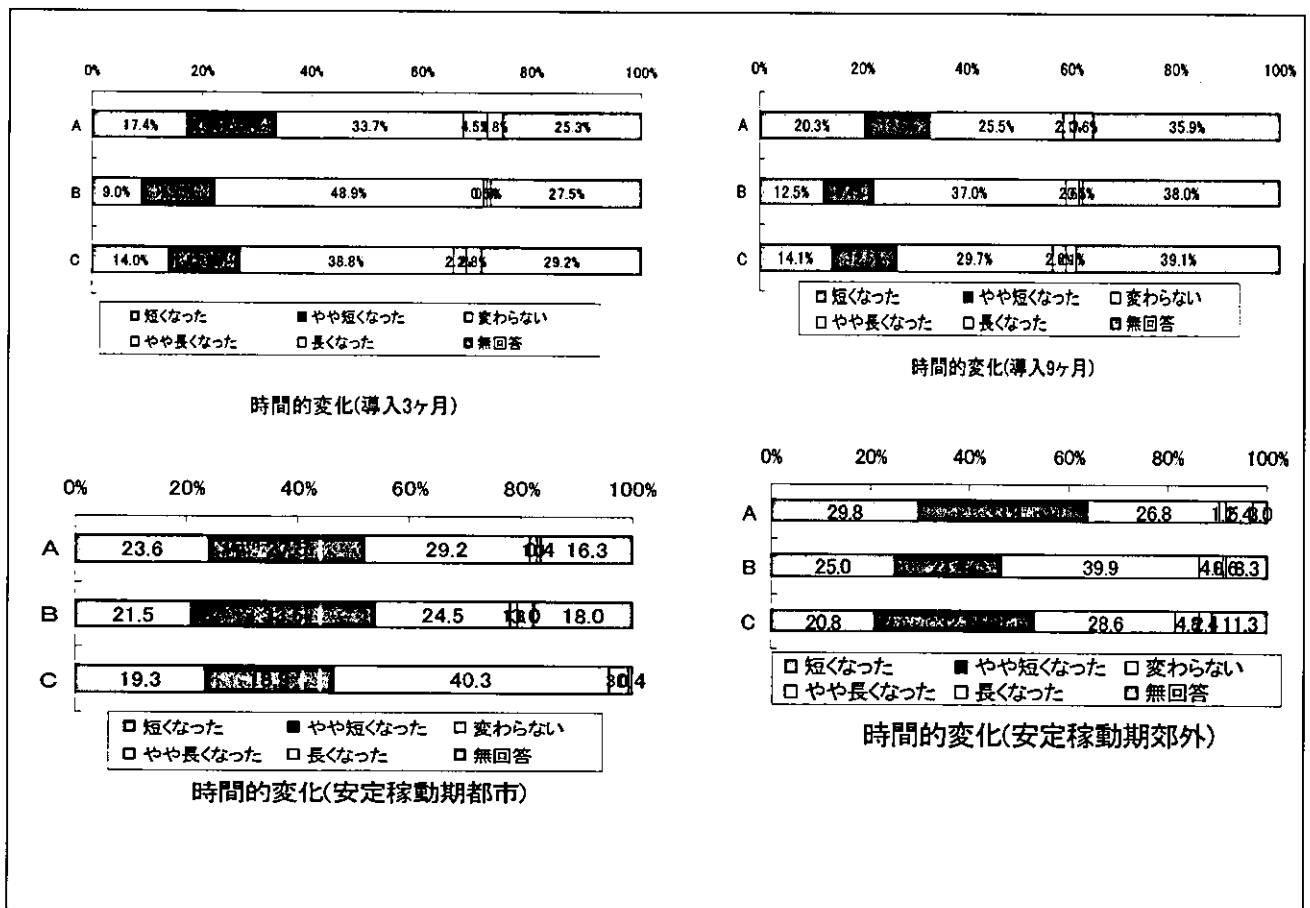 0% 20% 40% 60% 80% 100%
A 17.4% 33.7% 4.5% 25.3%
B 9.0% 48.9% 27.5%
C 14.0% 38.8% 29.2%
短くなった やや短くなった 変わらない
やや長くなった 長くなった 無回答
時間的変化(導入3ヶ月)
0% 20% 40% 60% 80% 100%
A 20.3% 25.5% 35.9%
B 12.5% 37.0% 38.0%
C 14.1% 29.7% 39.1%
短くなった やや短くなった 変わらない
やや長くなった 長くなった 無回答
時間的変化(導入9ヶ月)
0% 20% 40% 60% 80% 100%
A 23.6 29.2 16.3
B 21.5 24.5 18.0
C 19.3 40.3
短くなった やや短くなった 変わらない
やや長くなった 長くなった 無回答
時間的変化(安定稼動期都市)
0% 20% 40% 60% 80% 100%
A 29.8 26.8
B 25.0 39.9 8.3
C 20.8 28.6 11.3
短くなった やや短くなった 変わらない
やや長くなった 長くなった 無回答
時間的変化(安定稼動期郊外)